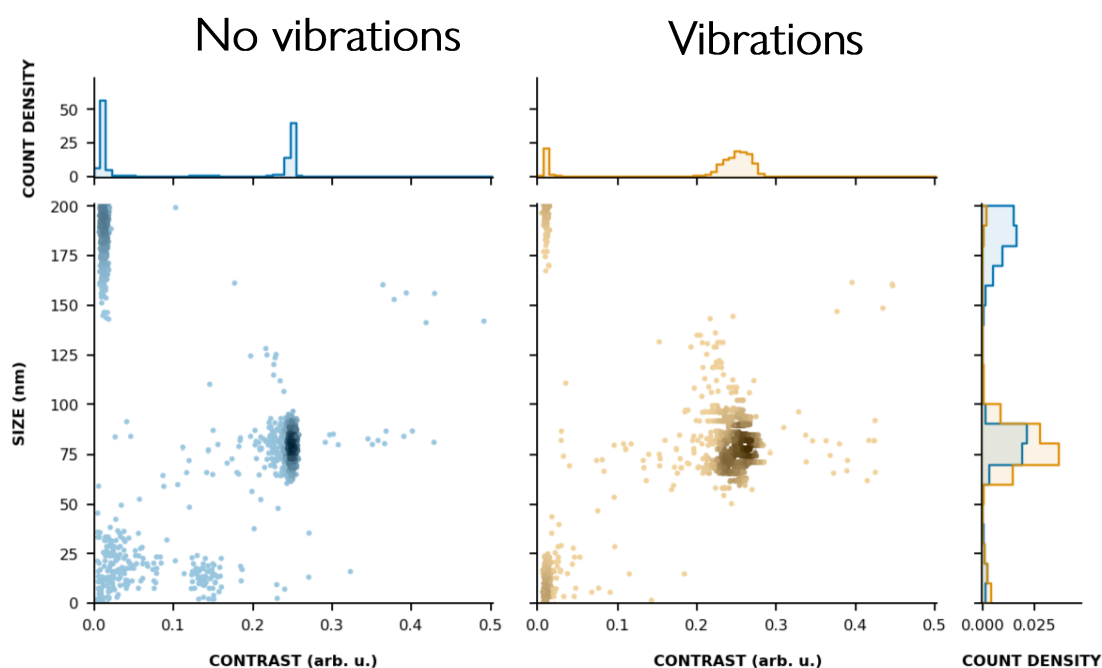 No vibrations
Vibrations
COUNT DENSITY
50
25
0
200
175
150
125
100
75
50
25
0
SIZE (nm)
0.0 0.1 0.2 0.3 0.4 0.5
0.0 0.1 0.2 0.3 0.4 0.5
0.000 0.025
CONTRAST (arb. u.)
CONTRAST (arb. u.)
COUNT DENSITY